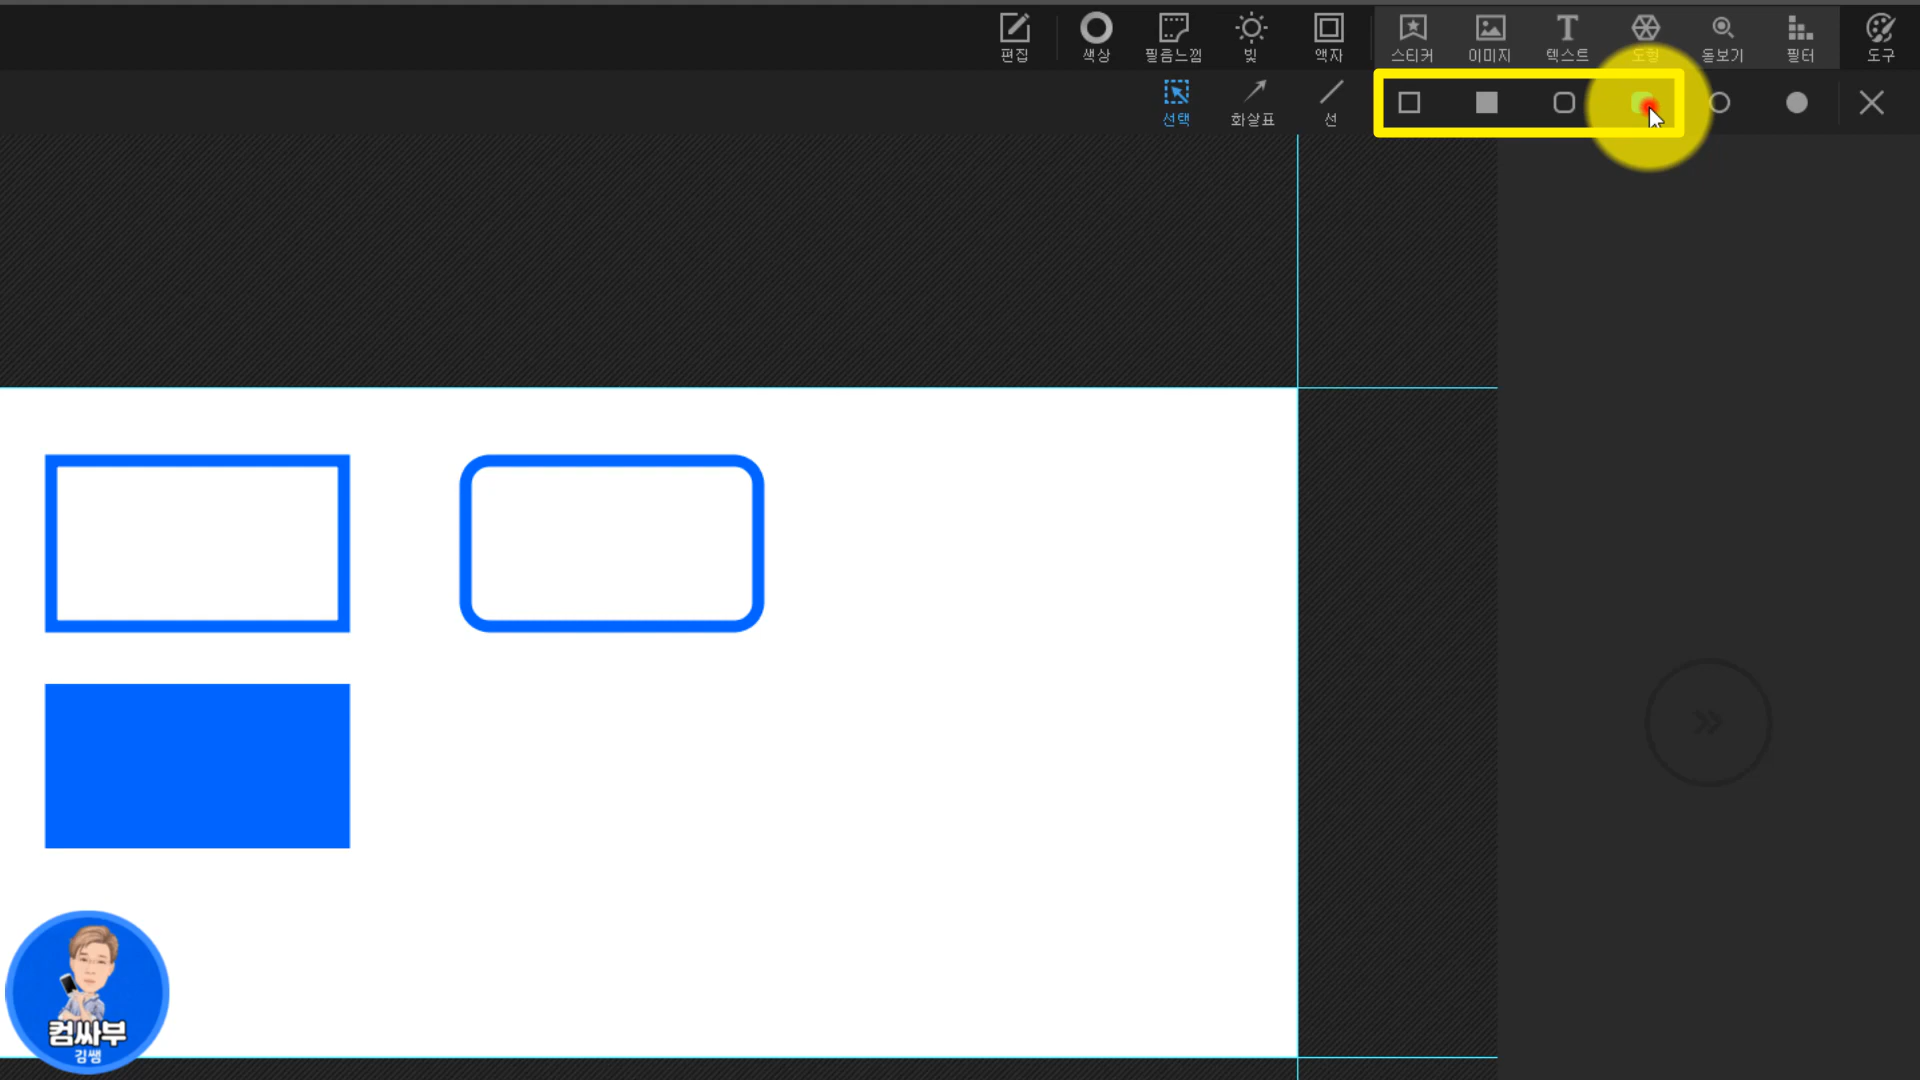 편집 색상 필름느낌 빛 액자 스티커 이미지 텍스트 도형 돋보기 필터 도구
선택 화살표 선
컴싸부
김쌤